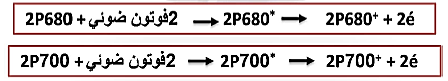 2P680 + 2فوتون ضوئي → 2P680* → 2P680⁺ + 2é
2P700 + 2فوتون ضوئي → 2P700* → 2P700⁺ + 2é